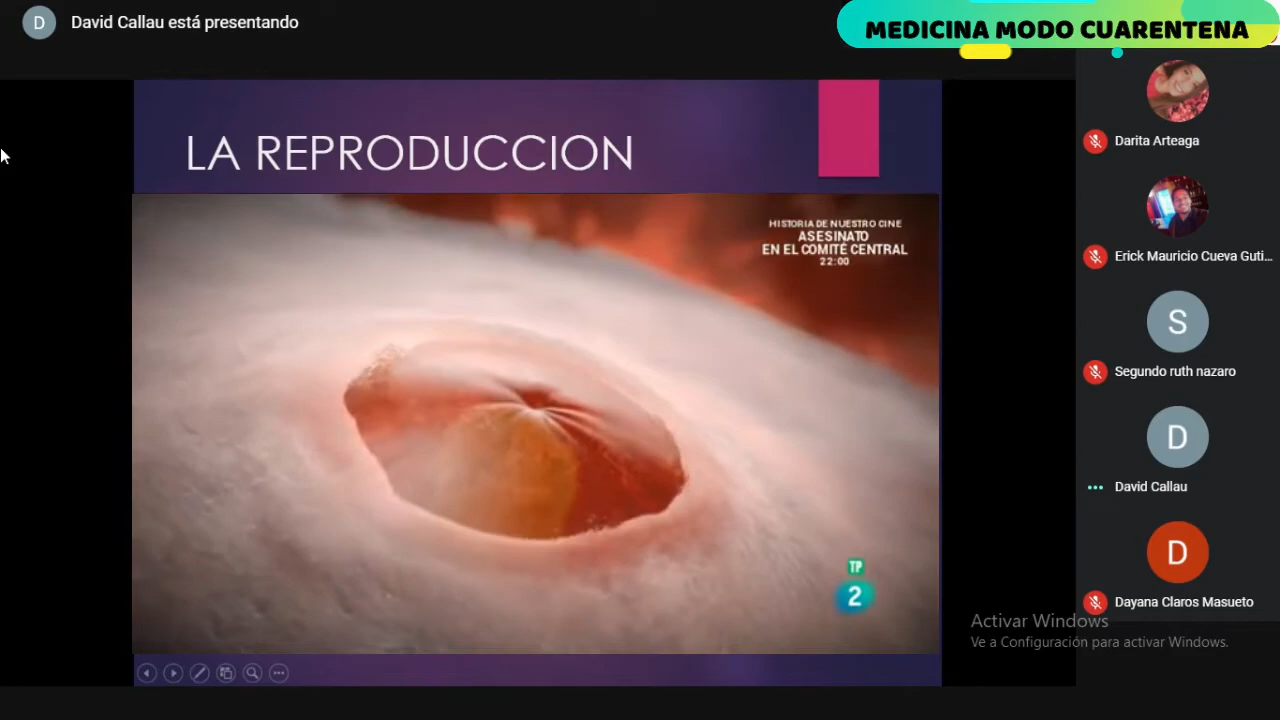 D
David Callau está presentando
MEDICINA MODO CUARENTENA
LA REPRODUCCION
HISTORIA DE NUESTRO CINE
ASESINATO
EN EL COMITÉ CENTRAL
22:00
TP
2
Darita Arteaga
Erick Mauricio Cueva Guti...
S
Segundo ruth nazaro
D
David Callau
D
Dayana Claros Masueto
Activar Windows
Ve a Configuración para activar Windows.